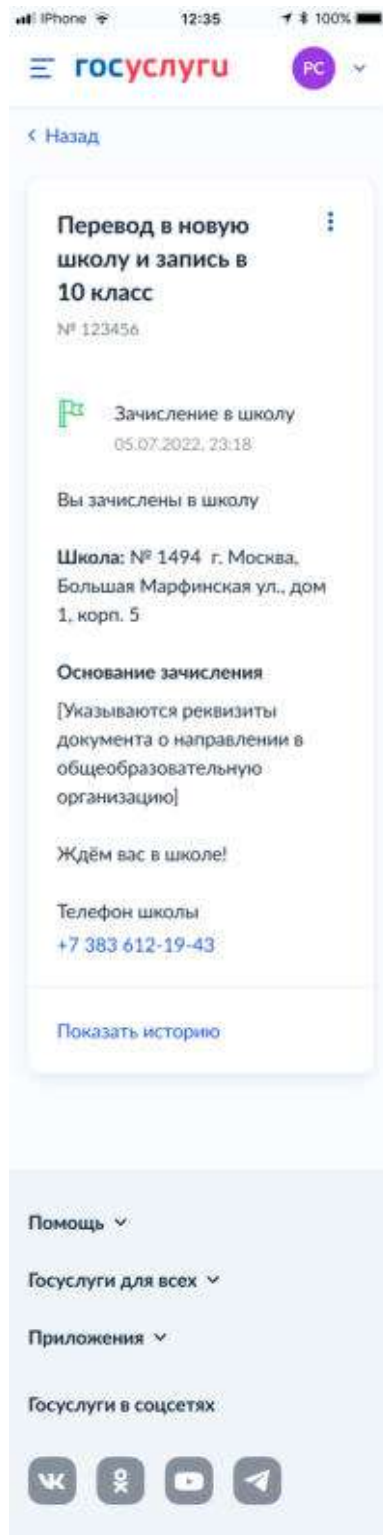 iPhone 12:35 100%
госуслуги РС
Назад
Перевод в новую
школу и запись в
10 класс
№ 123456
Зачисление в школу
05.07.2022, 23:18
Вы зачислены в школу
Школа: № 1494 г. Москва,
Большая Марфинская ул., дом
1, корп. 5
Основание зачисления
[Указываются реквизиты
документа о направлении в
общеобразовательную
организацию]
Ждём вас в школе!
Телефон школы
+7 383 612-19-43
Показать историю
Помощь
Госуслуги для всех
Приложения
Госуслуги в соцсетях